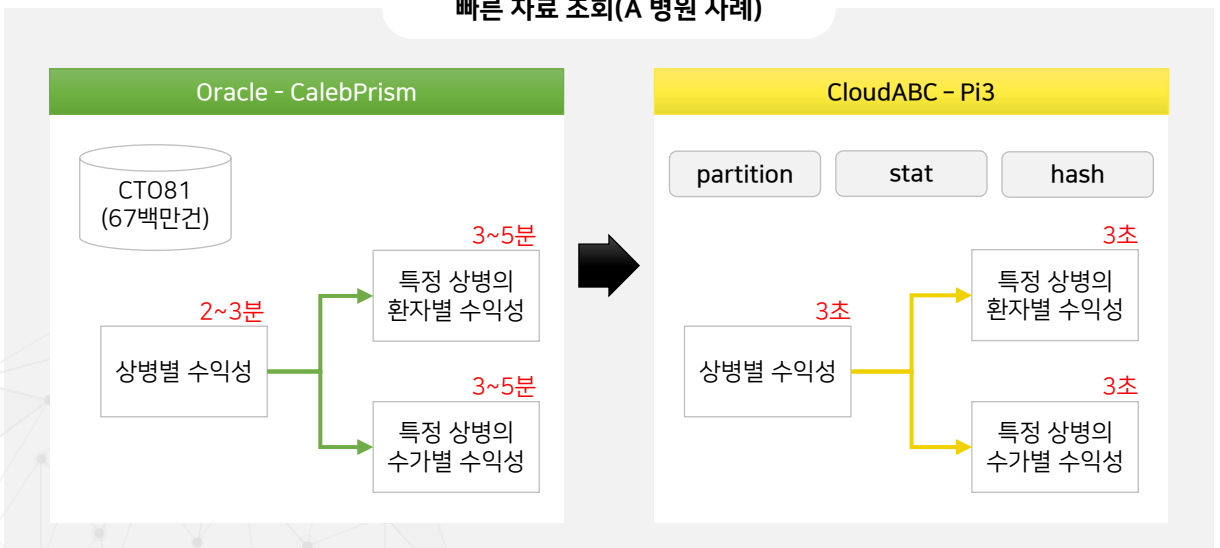 빠른 자료 조회(A 병원 사례)
Oracle - CalebPrism
CTO81
(67백만건)
2~3분
상병별 수익성
3~5분
특정 상병의
환자별 수익성
3~5분
특정 상병의
수가별 수익성
CloudABC – Pi3
partition
stat
hash
3초
상병별 수익성
3초
특정 상병의
환자별 수익성
3초
특정 상병의
수가별 수익성